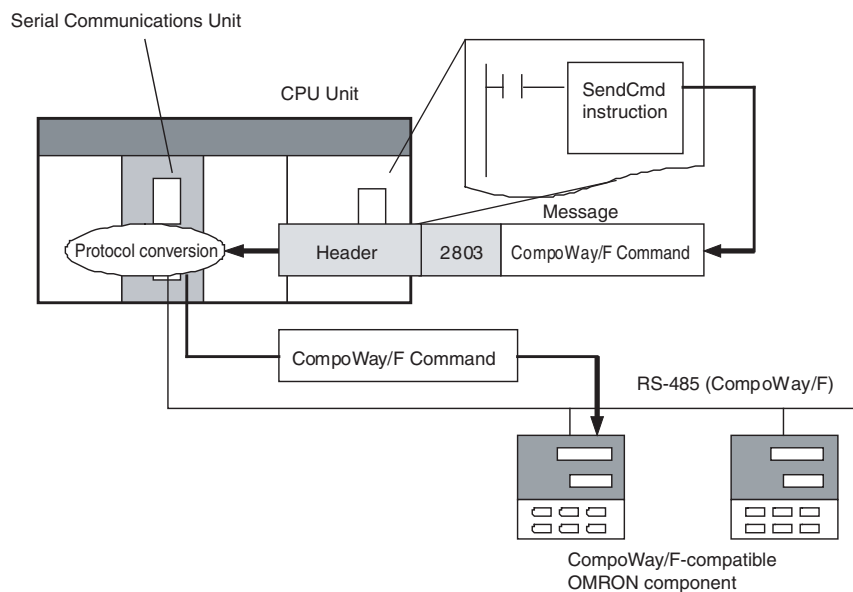 Serial Communications Unit
CPU Unit
SendCmd
instruction
Message
Protocol conversion
Header
2803
CompoWay/F Command
CompoWay/F Command
RS-485 (CompoWay/F)
CompoWay/F-compatible
OMRON component